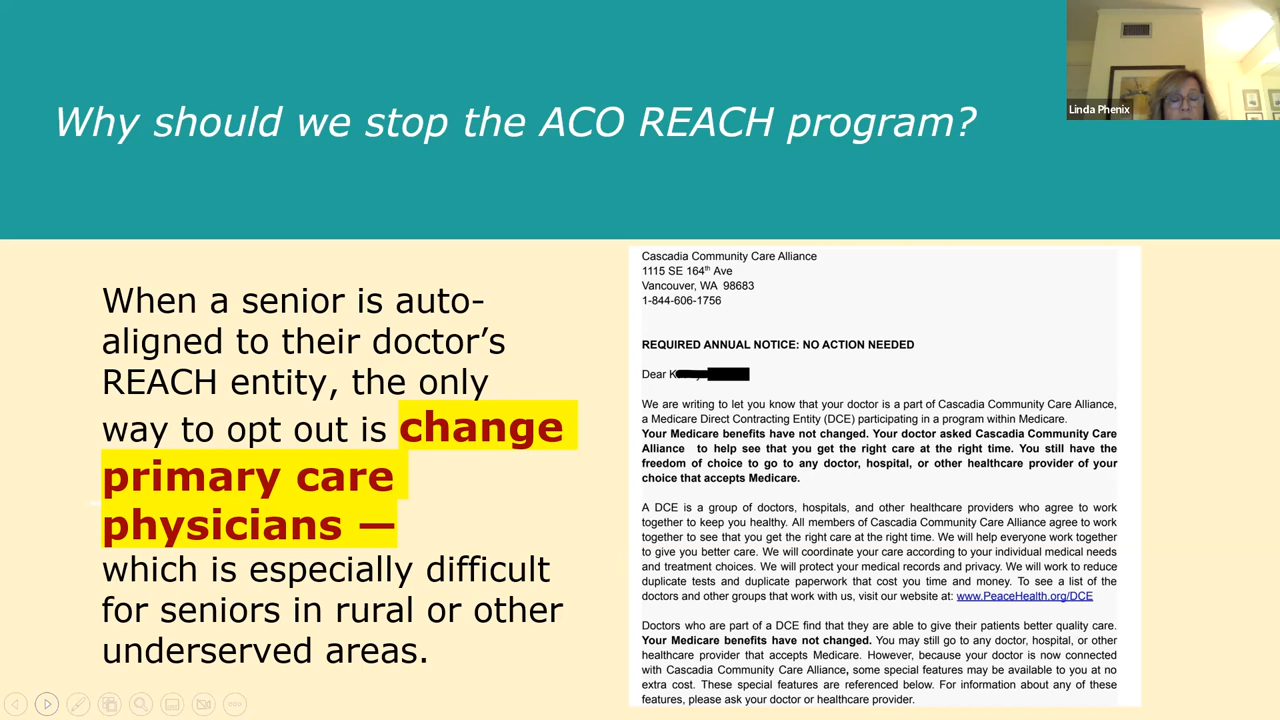 Why should we stop the ACO REACH program?
Linda Phenix
When a senior is auto-
aligned to their doctor’s
REACH entity, the only
way to opt out is change
primary care
physicians —
which is especially difficult
for seniors in rural or other
underserved areas.
Cascadia Community Care Alliance
1115 SE 164th Ave
Vancouver, WA 98683
1-844-606-1756
REQUIRED ANNUAL NOTICE: NO ACTION NEEDED
Dear K
We are writing to let you know that your doctor is a part of Cascadia Community Care Alliance,
a Medicare Direct Contracting Entity (DCE) participating in a program within Medicare.
Your Medicare benefits have not changed. Your doctor asked Cascadia Community Care
Alliance to help see that you get the right care at the right time. You still have the
freedom of choice to go to any doctor, hospital, or other healthcare provider of your
choice that accepts Medicare.
A DCE is a group of doctors, hospitals, and other healthcare providers who agree to work
together to keep you healthy. All members of Cascadia Community Care Alliance agree to work
together to see that you get the right care at the right time. We will help everyone work together
to give you better care. We will coordinate your care according to your individual medical needs
and treatment choices. We will protect your medical records and privacy. We will work to reduce
duplicate tests and duplicate paperwork that cost you time and money. To see a list of the
doctors and other groups that work with us, visit our website at: www.PeaceHealth.org/DCE
Doctors who are part of a DCE find that they are able to give their patients better quality care.
Your Medicare benefits have not changed. You may still go to any doctor, hospital, or other
healthcare provider that accepts Medicare. However, because your doctor is now connected
with Cascadia Community Care Alliance, some special features may be available to you at no
extra cost. These special features are referenced below. For information about any of these
features, please ask your doctor or healthcare provider.